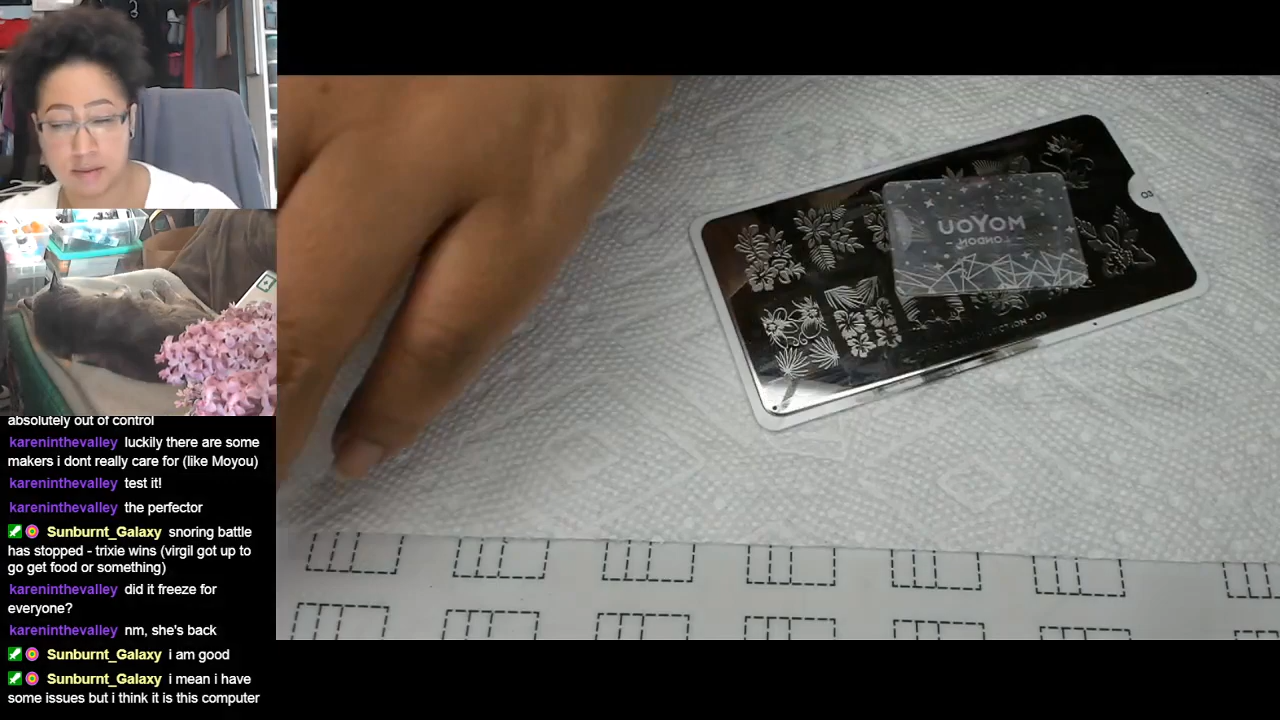 absolutely out of control
kareninthevalley luckily there are some
makers i dont really care for (like Moyou)
kareninthevalley test it!
kareninthevalley the perfector
Sunburnt_Galaxy snoring battle
has stopped - trixie wins (virgil got up to
go get food or something)
kareninthevalley did it freeze for
everyone?
kareninthevalley nm, she's back
Sunburnt_Galaxy i am good
Sunburnt_Galaxy i mean i have
some issues but i think it is this computer
MOYOU
LONDON
03